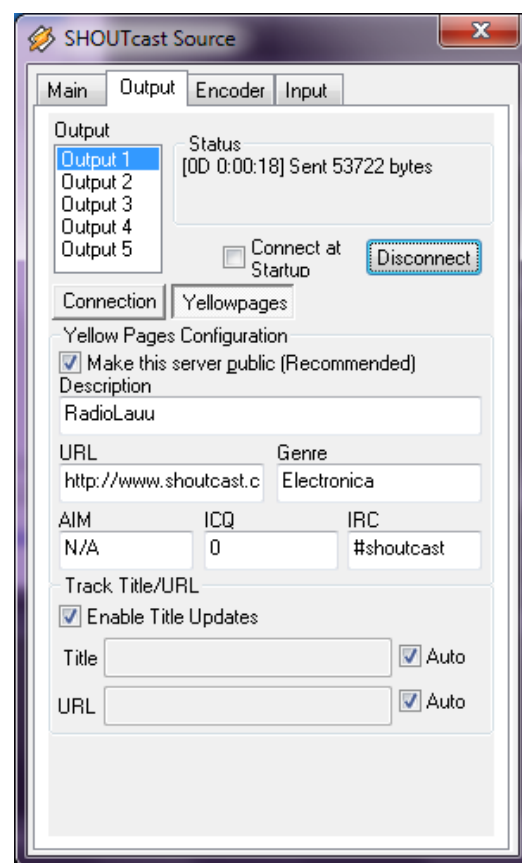 SHOUTcast Source
Main Output Encoder Input
Output
Output 1
Output 2
Output 3
Output 4
Output 5
Status
[0D 0:00:18] Sent 53722 bytes
Connect at
Startup
Disconnect
Connection Yellowpages
Yellow Pages Configuration
Make this server public (Recommended)
Description
RadioLauu
URL Genre
http://www.shoutcast.c Electronica
AIM ICQ IRC
N/A 0 #shoutcast
Track Title/URL
Enable Title Updates
Title Auto
URL Auto